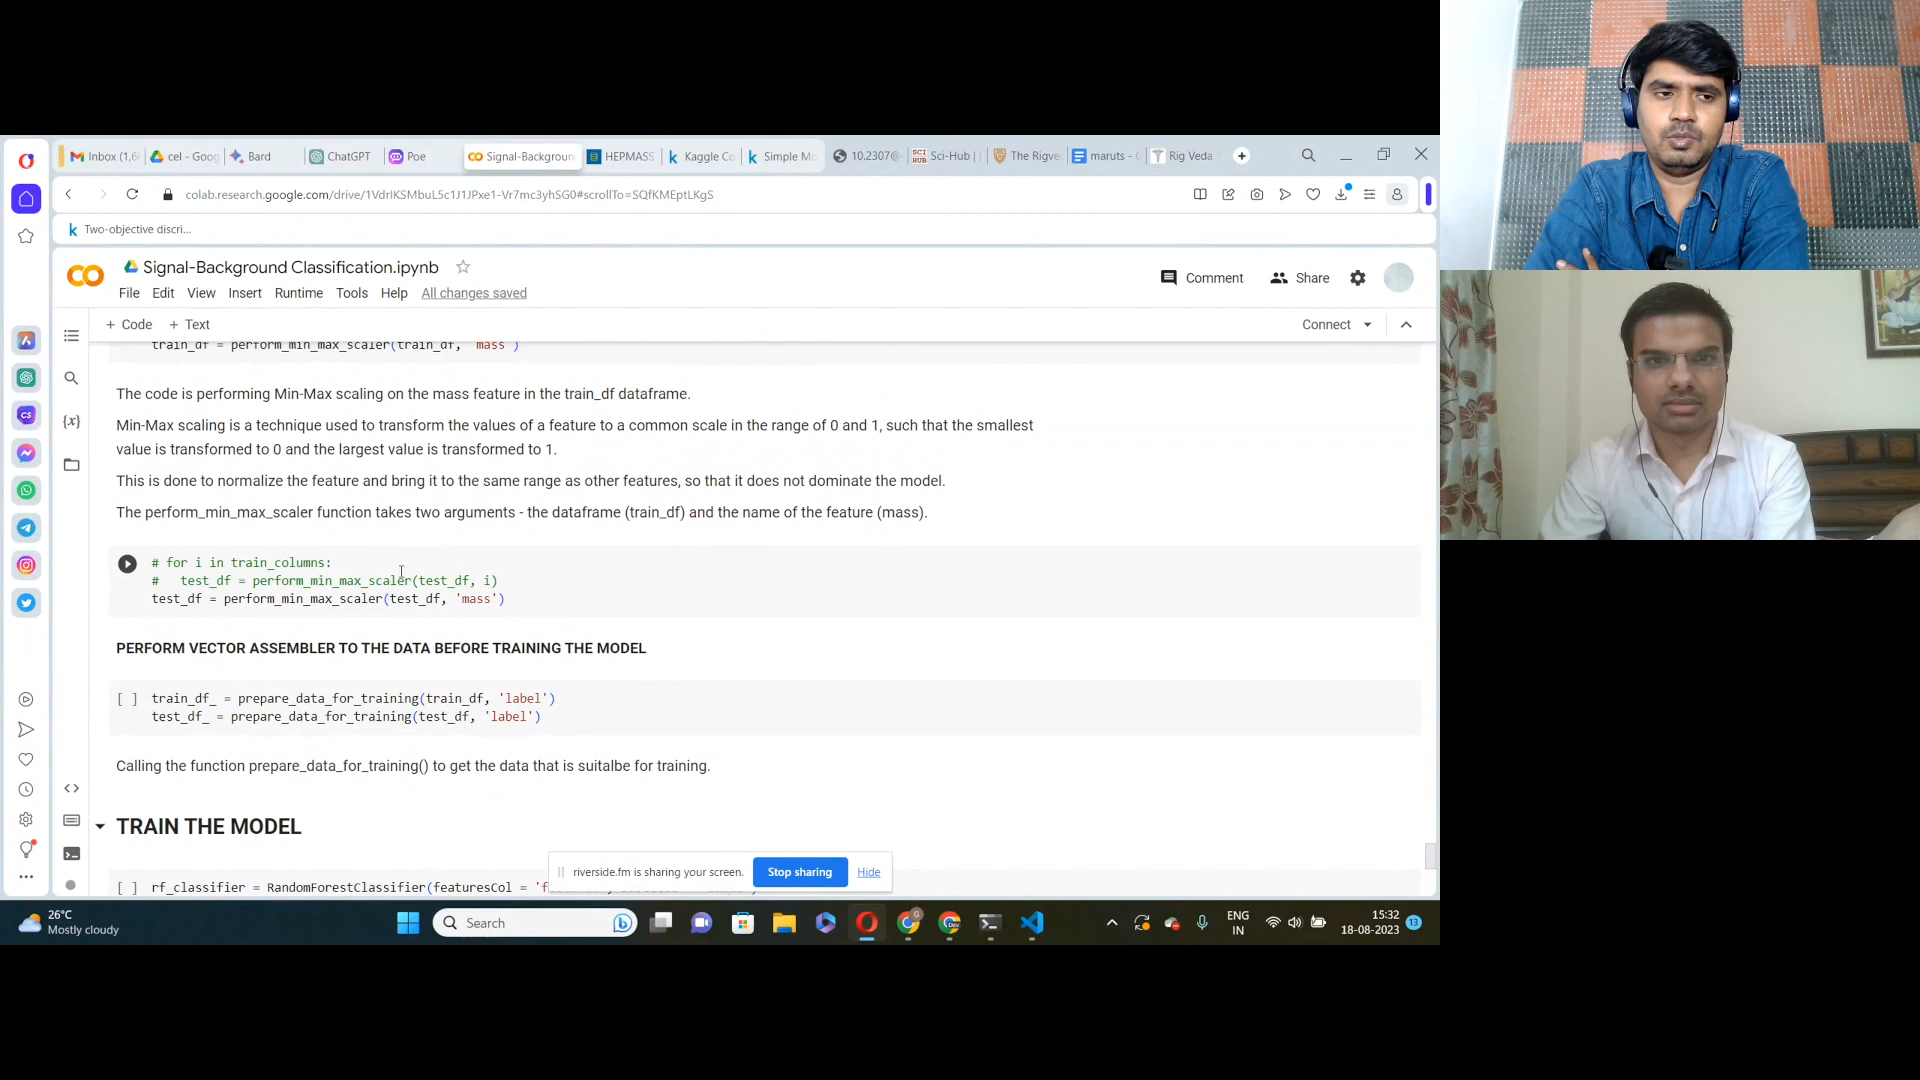 Inbox (1,6
cel - Goog
Bard
ChatGPT
Poe
Signal-Backgroun
HEPMASS
Kaggle Co
Simple Mo
10.2307@
Sci-Hub |
The Rigve
maruts -
Rig Veda
colab.research.google.com/drive/1VdrIKSMbuL5c1J1JPxe1-Vr7mc3yhSG0#scrollTo=SQfKMEptLKgS
Two-objective discri...
Signal-Background Classification.ipynb
Comment
Share
File Edit View Insert Runtime Tools Help All changes saved
+ Code + Text
Connect
train_df = perform_min_max_scaler(train_df, 'mass')
The code is performing Min-Max scaling on the mass feature in the train_df dataframe.
Min-Max scaling is a technique used to transform the values of a feature to a common scale in the range of 0 and 1, such that the smallest
value is transformed to 0 and the largest value is transformed to 1.
This is done to normalize the feature and bring it to the same range as other features, so that it does not dominate the model.
The perform_min_max_scaler function takes two arguments - the dataframe (train_df) and the name of the feature (mass).
# for i in train_columns:
#   test_df = perform_min_max_scaler(test_df, i)
test_df = perform_min_max_scaler(test_df, 'mass')
PERFORM VECTOR ASSEMBLER TO THE DATA BEFORE TRAINING THE MODEL
[ ] train_df_ = prepare_data_for_training(train_df, 'label')
test_df_ = prepare_data_for_training(test_df, 'label')
Calling the function prepare_data_for_training() to get the data that is suitalbe for training.
TRAIN THE MODEL
[ ] rf_classifier = RandomForestClassifier(featuresCol = 'f
riverside.fm is sharing your screen.
Stop sharing
Hide
26°C
Mostly cloudy
Search
ENG
IN
15:32
18-08-2023
13